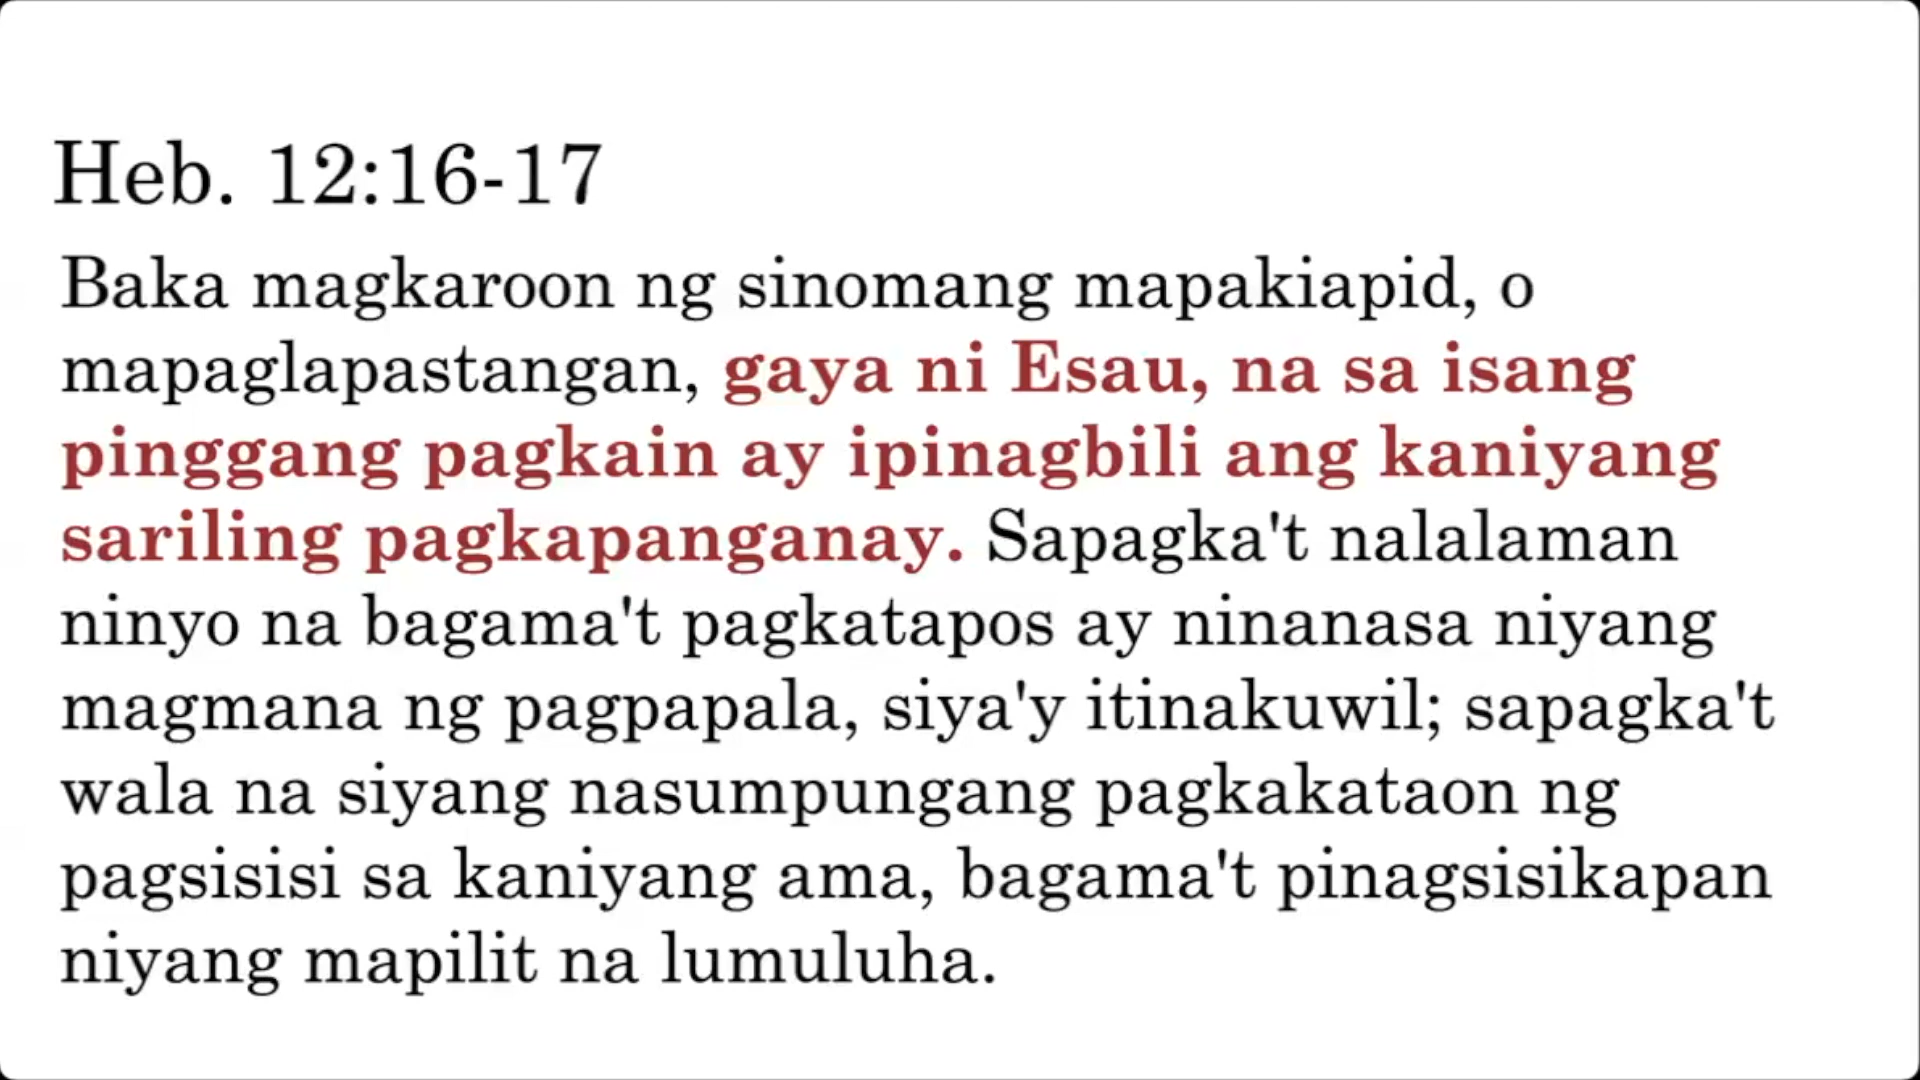 Heb. 12:16-17
Baka magkaroon ng sinomang mapakiapid, o
mapaglapastangan, gaya ni Esau, na sa isang
pinggang pagkain ay ipinagbili ang kaniyang
sariling pagkapanganay. Sapagka't nalalaman
ninyo na bagama't pagkatapos ay ninanasa niyang
magmana ng pagpapala, siya'y itinakuwil; sapagka't
wala na siyang nasumpungang pagkakataon ng
pagsisisi sa kaniyang ama, bagama't pinagsisikapan
niyang mapilit na lumuluha.